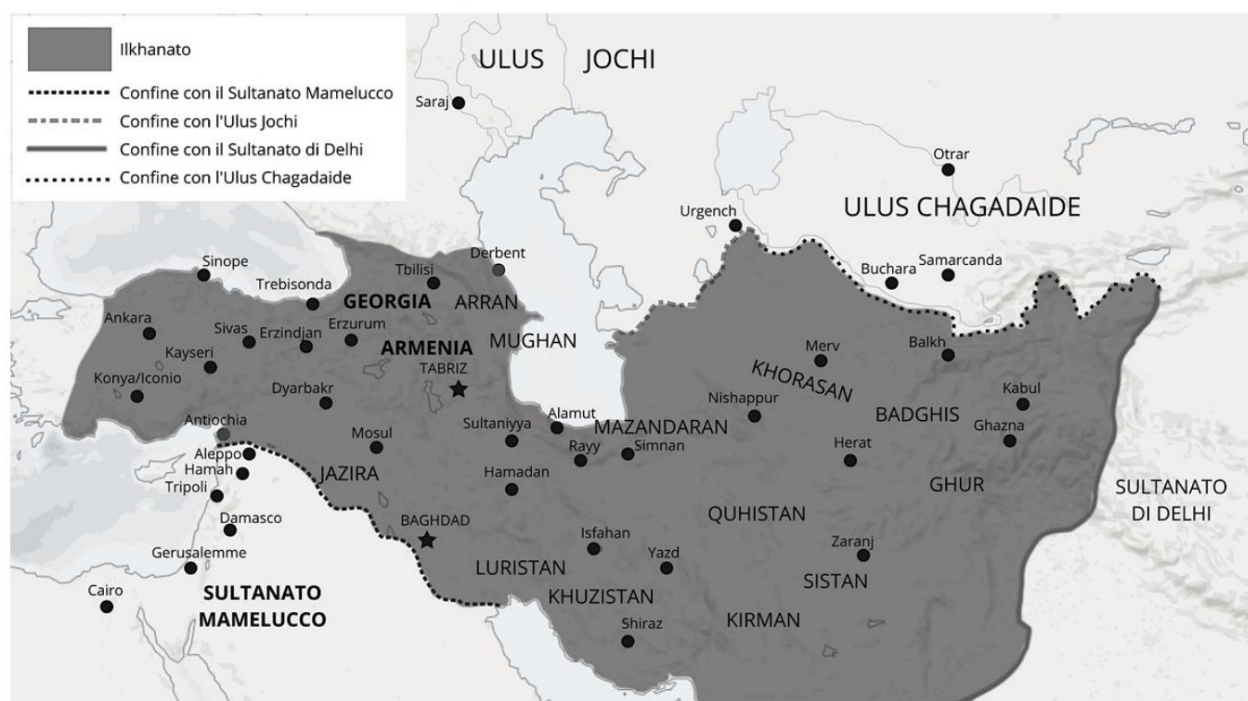 Ilkhanato
Confine con il Sultanato Mamelucco
Confine con l'Ulus Jochi
Confine con il Sultanato di Delhi
Confine con l'Ulus Chagadaide
ULUS JOCHI
Saraj
Otrar
ULUS CHAGADAIDE
Urgench
Buchara
Samarcanda
Sinope
Trebisonda
Tbilisi
Derbent
GEORGIA
ARRAN
Ankara
Sivas
Erzindjan
Erzurum
ARMENIA
MUGHAN
Kayseri
TABRIZ
Konya/Iconio
Dyarbakr
Merv
Balkh
KHORASAN
Nishappur
BADGHIS
Kabul
Ghazna
Antiochia
Aleppo
Hamah
Tripoli
Mosul
JAZIRA
Sultaniyya
Alamut
MAZANDARAN
Rayy
Simnan
Hamadan
Herat
GHUR
SULTANATO
DI DELHI
Damasco
BAGHDAD
QUHISTAN
Isfahan
Yazd
Zaranj
Gerusalemme
LURISTAN
SISTAN
Cairo
SULTANATO
MAMELUCCO
KHUZISTAN
Shiraz
KIRMAN